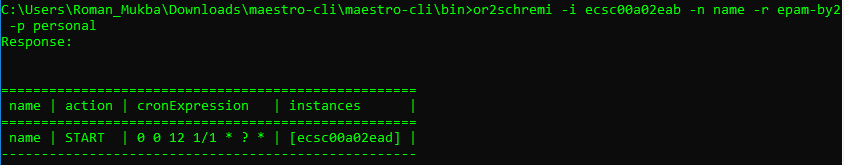 C:\Users\Roman_Mukba\Downloads\maestro-cli\maestro-cli\bin>or2schremi -i ecsc00a02eab -n name -r epam-by2
 -p personal
Response:
====================================================
 name | action | cronExpression   | instances      |
====================================================
 name | START  | 0 0 12 1/1 * ? * | [ecsc00a02ead] |
----------------------------------------------------